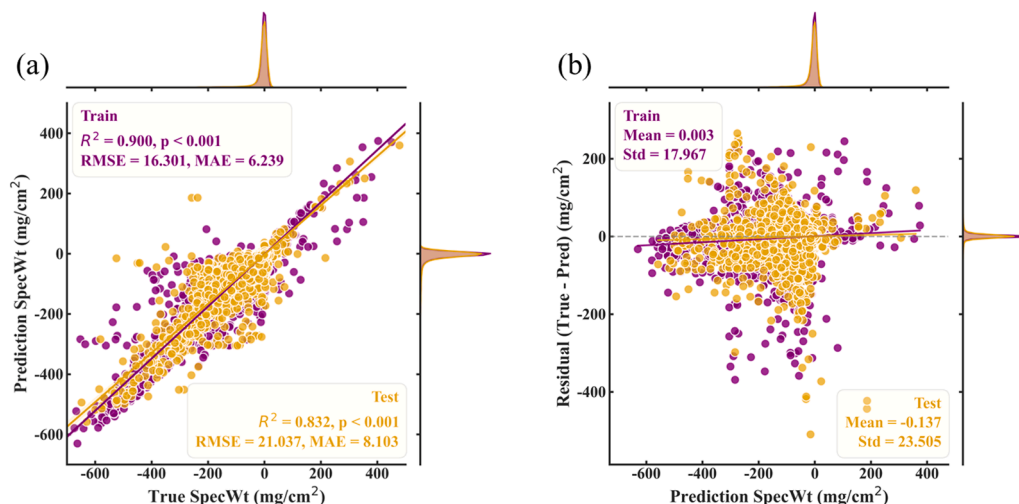 (a)
Train
R² = 0.900, p < 0.001
RMSE = 16.301, MAE = 6.239
Test
R² = 0.832, p < 0.001
RMSE = 21.037, MAE = 8.103
400
200
0
-200
-400
-600
Prediction SpecWt (mg/cm²)
-600 -400 -200 0 200 400
True SpecWt (mg/cm²)
(b)
Train
Mean = 0.003
Std = 17.967
Test
Mean = -0.137
Std = 23.505
200
0
-200
-400
Residual (True - Pred) (mg/cm²)
-600 -400 -200 0 200 400
Prediction SpecWt (mg/cm²)